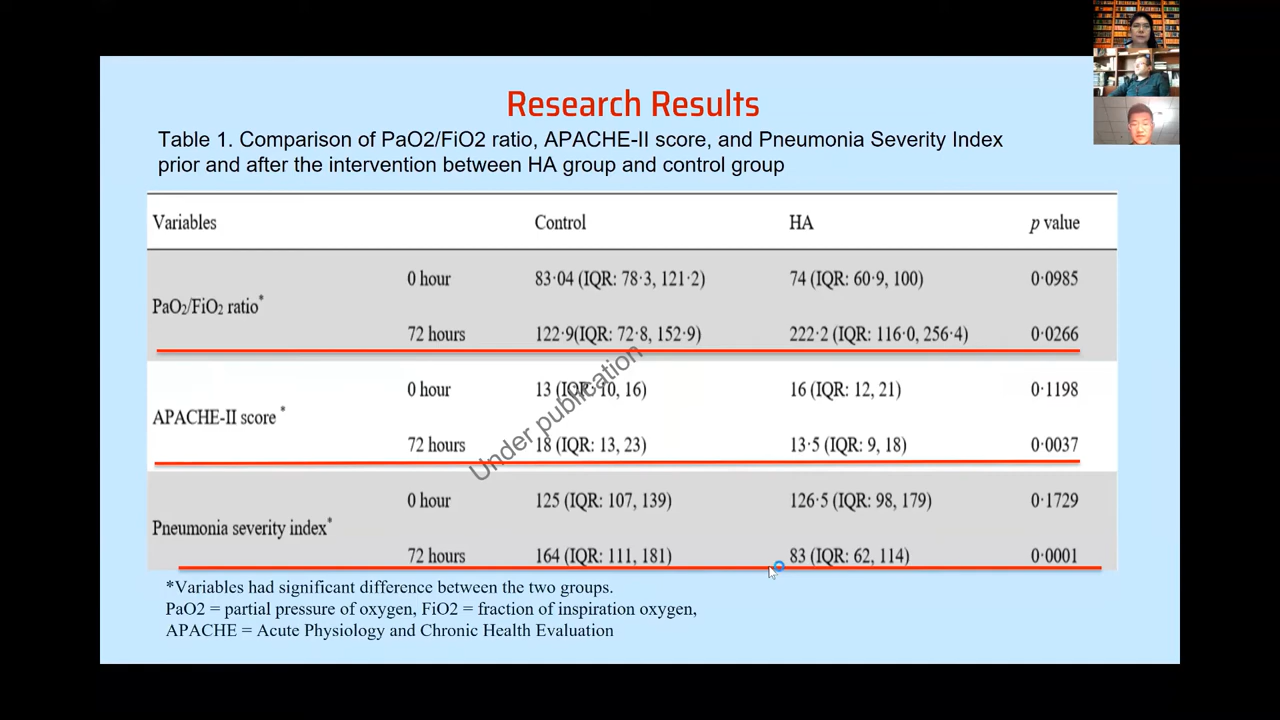 Research Results
Table 1. Comparison of PaO2/FiO2 ratio, APACHE-II score, and Pneumonia Severity Index
prior and after the intervention between HA group and control group
Variables Control HA p value
PaO2/FiO2 ratio*
0 hour 83·04 (IQR: 78·3, 121·2) 74 (IQR: 60·9, 100) 0·0985
72 hours 122·9(IQR: 72·8, 152·9) 222·2 (IQR: 116·0, 256·4) 0·0266
APACHE-II score *
0 hour 13 (IQR: 10, 16) 16 (IQR: 12, 21) 0·1198
72 hours 18 (IQR: 13, 23) 13·5 (IQR: 9, 18) 0·0037
Pneumonia severity index*
0 hour 125 (IQR: 107, 139) 126·5 (IQR: 98, 179) 0·1729
72 hours 164 (IQR: 111, 181) 83 (IQR: 62, 114) 0·0001
Under publication
*Variables had significant difference between the two groups.
PaO2 = partial pressure of oxygen, FiO2 = fraction of inspiration oxygen,
APACHE = Acute Physiology and Chronic Health Evaluation